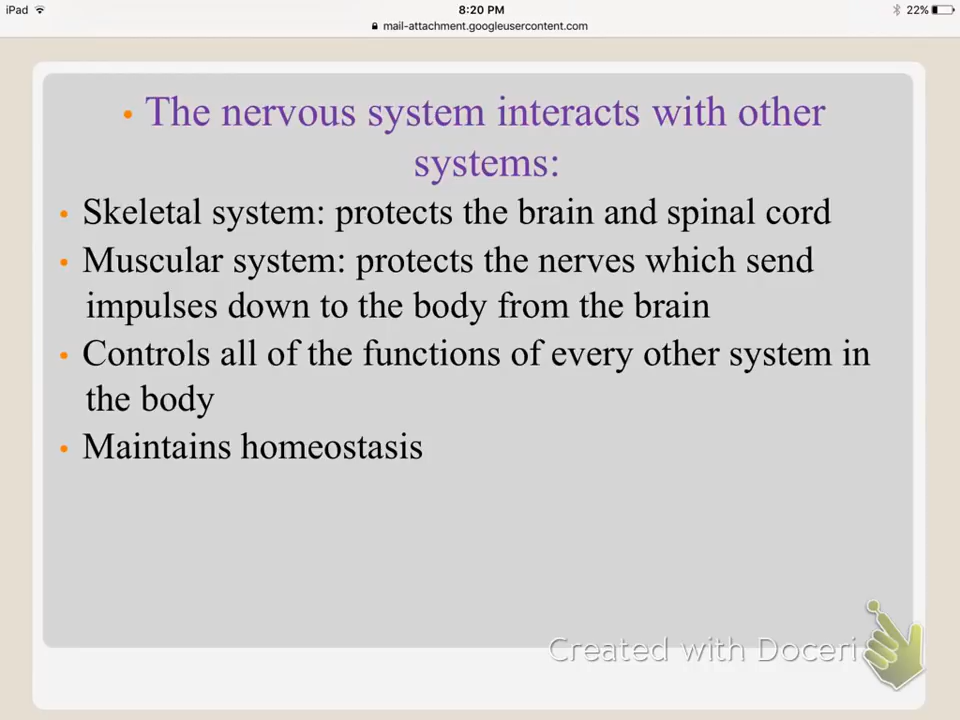 iPad
8:20 PM
22%
mail-attachment.googleusercontent.com
• The nervous system interacts with other
systems:
• Skeletal system: protects the brain and spinal cord
• Muscular system: protects the nerves which send
impulses down to the body from the brain
• Controls all of the functions of every other system in
the body
• Maintains homeostasis
Created with Doceri